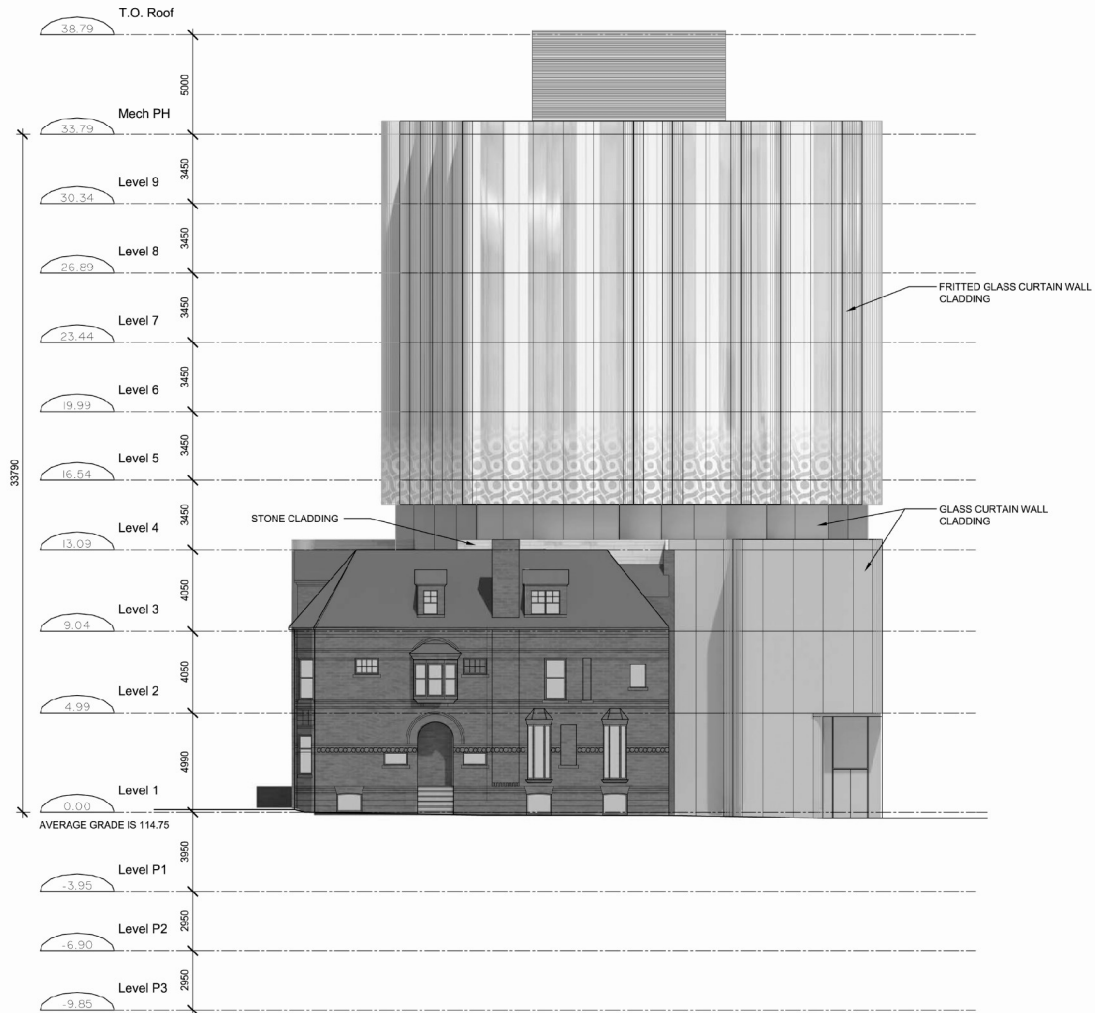 T.O. Roof
38.79
5000
Mech PH
33.79
3450
Level 9
30.34
3450
Level 8
26.89
3450
FRITTED GLASS CURTAIN WALL
CLADDING
Level 7
23.44
3450
Level 6
19.99
3450
Level 5
16.54
33790
3450
STONE CLADDING
GLASS CURTAIN WALL
CLADDING
Level 4
13.09
4050
Level 3
9.04
4050
Level 2
4.99
4990
Level 1
0.00
AVERAGE GRADE IS 114.75
3950
Level P1
-3.95
2950
Level P2
-6.90
2950
Level P3
-9.85